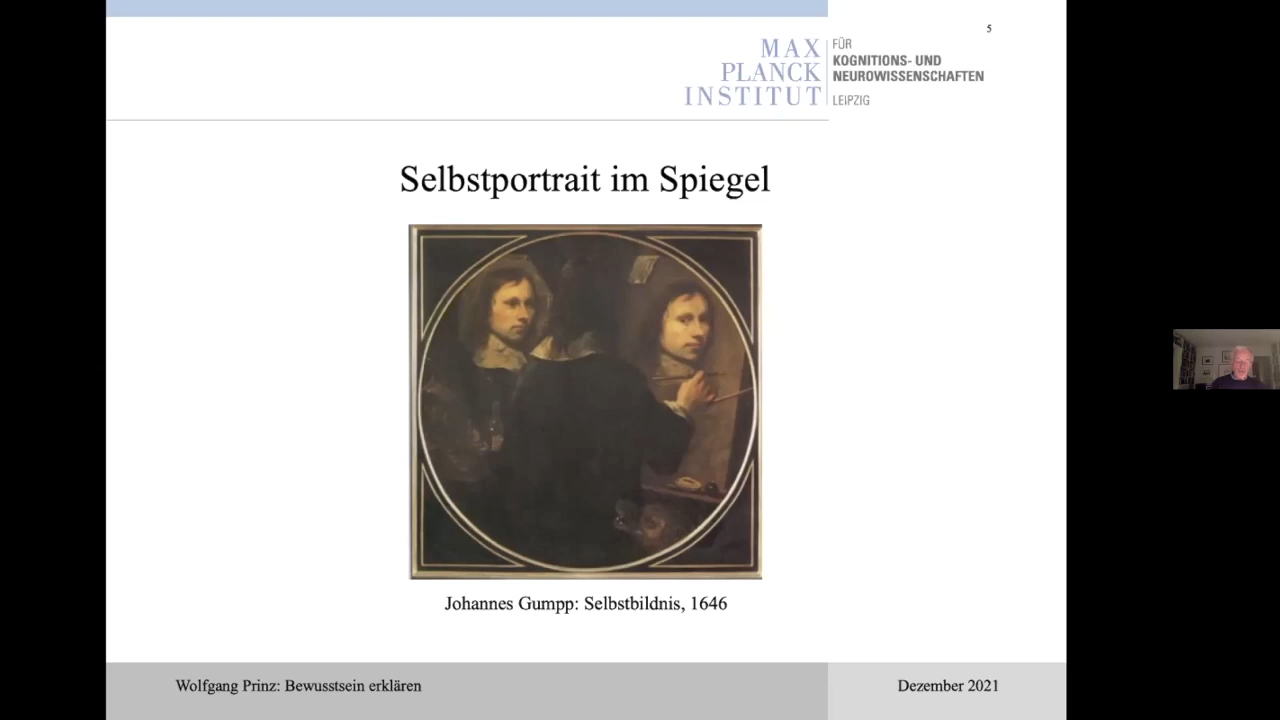 5
MAX
PLANCK
INSTITUT
FÜR
KOGNITIONS- UND
NEUROWISSENSCHAFTEN
LEIPZIG
Selbstportrait im Spiegel
Johannes Gumpp: Selbstbildnis, 1646
Wolfgang Prinz: Bewusstsein erklären
Dezember 2021